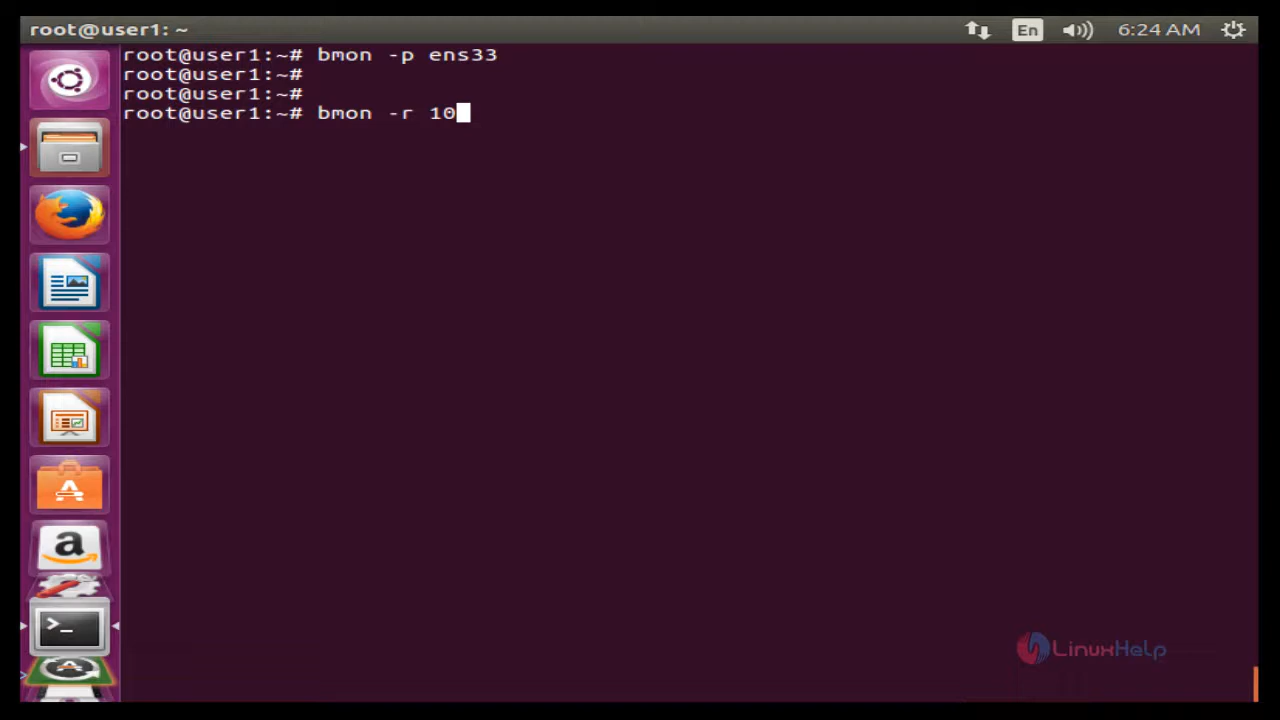 root@user1: ~
En
6:24 AM
root@user1:~# bmon -p ens33
root@user1:~#
root@user1:~#
root@user1:~# bmon -r 10
a
>_
LinuxHelp